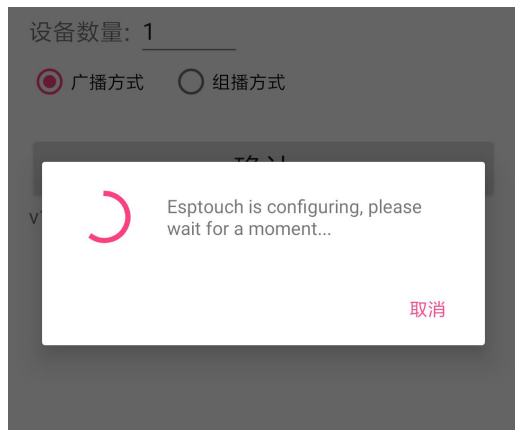 设备数量: 1
广播方式 组播方式
Esptouch is configuring, please
wait for a moment...
取消